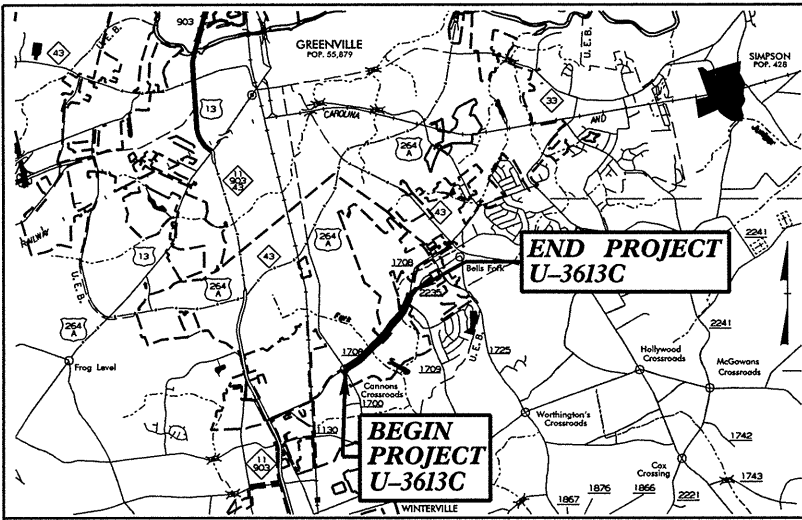 903
GREENVILLE
POP. 55,879
43
U.E.B.
U.E.B.
SIMPSON
POP. 428
13
33
CAROLINA
AND
264
A
11
903
43
43
RAILWAY
13
264
A
43
1708
Bells Fork
END PROJECT
U-3613C
2241
U.E.B.
264
A
2235
264
A
Frog Level
1708
1709
U.E.B.
1725
2241
Hollywood
Crossroads
McGowans
Crossroads
Cannons
Crossroads
1700
Worthington's
Crossroads
1130
BEGIN
PROJECT
U-3613C
11
903
1742
Cox
Crossing
1743
WINTERVILLE
1867
1876
1866
2221